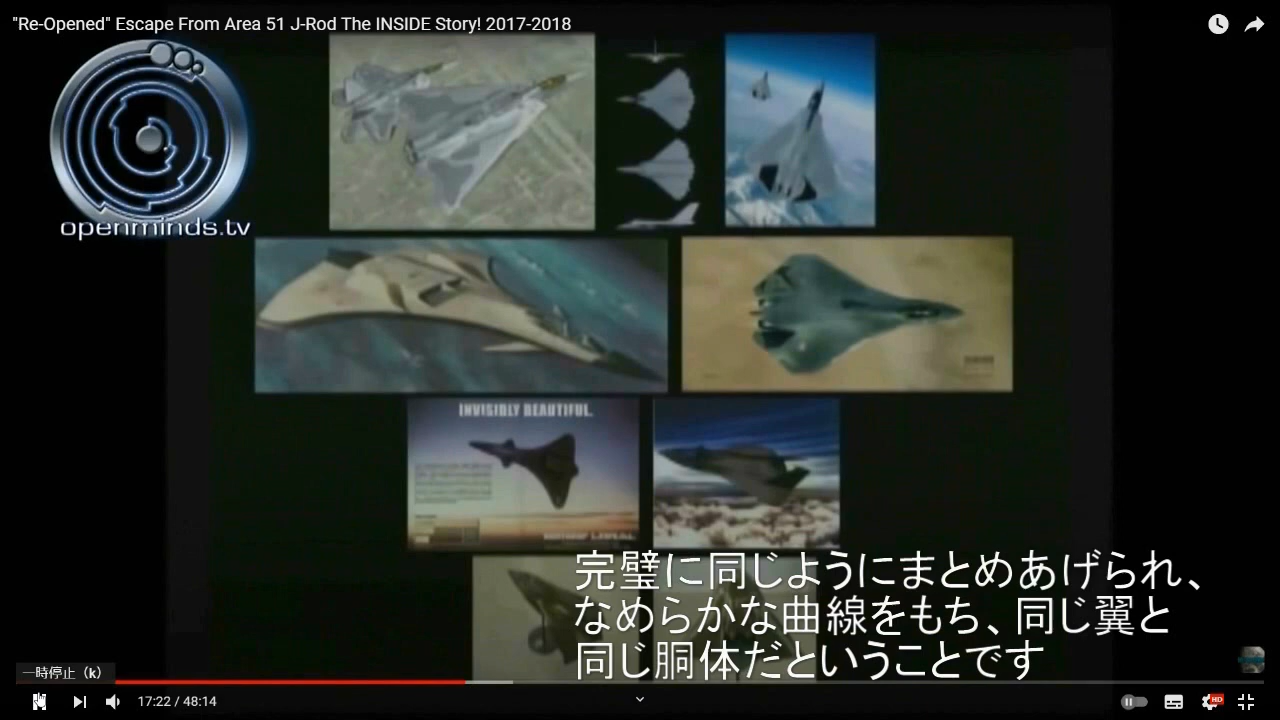 "Re-Opened" Escape From Area 51 J-Rod The INSIDE Story! 2017-2018
openminds.tv
INVISIBLY BEAUTIFUL.
完璧に同じようにまとめあげられ、
なめらかな曲線をもち、同じ翼と
同じ胴体だということです
一時停止（k）
17:22 / 48:14
HD